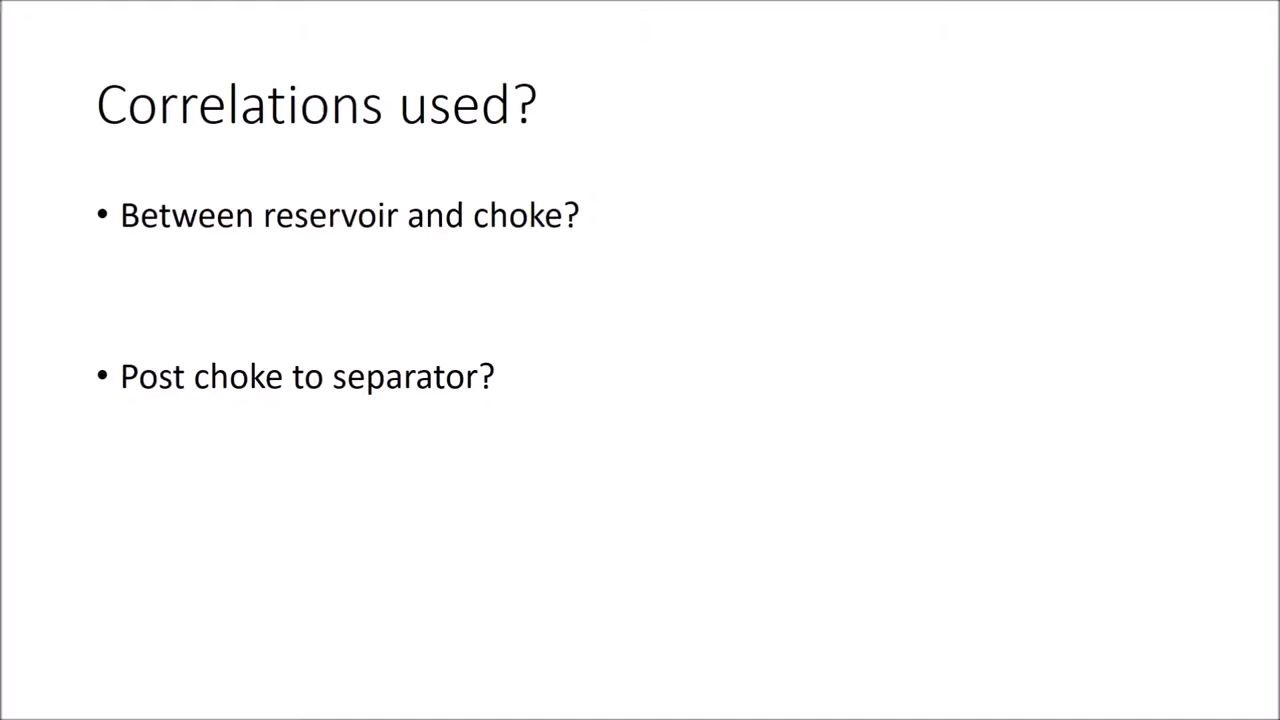 Correlations used?
• Between reservoir and choke?
• Post choke to separator?